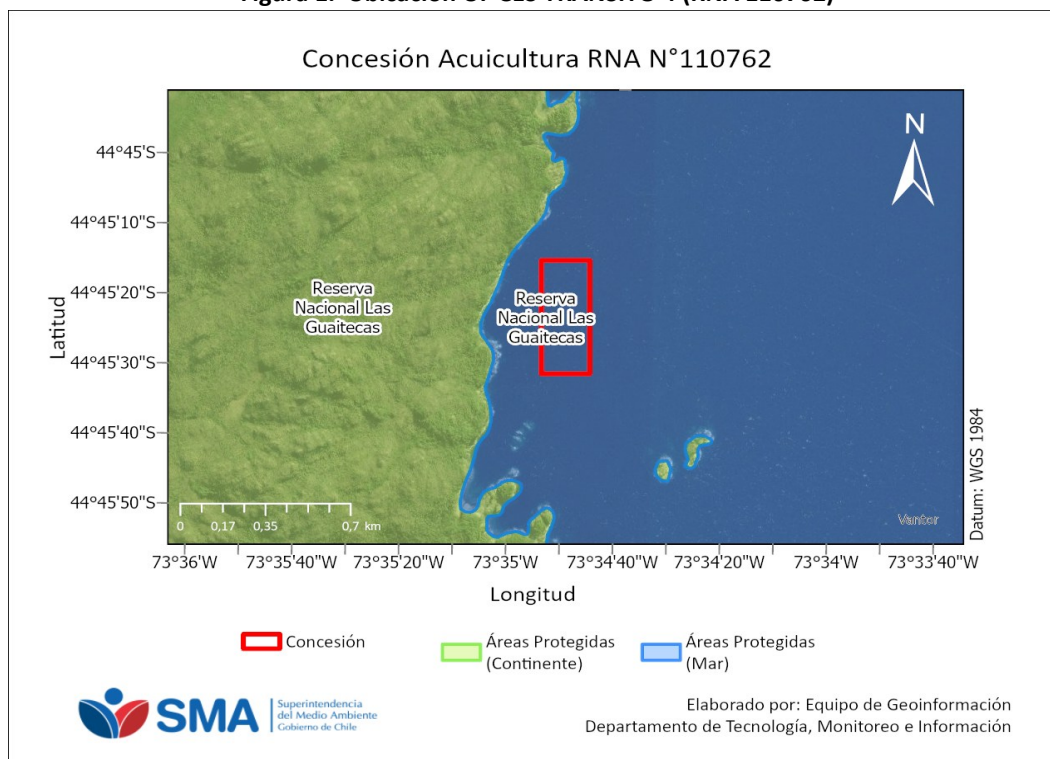 Concesión Acuicultura RNA N°110762
N
44°45'S
44°45'10"S
44°45'20"S
44°45'30"S
44°45'40"S
44°45'50"S
Latitud
Reserva
Nacional Las
Guaitecas
Reserva
Nacional Las
Guaitecas
0 0,17 0,35 0,7 km
Vantor
Datum: WGS 1984
73°36'W 73°35'40"W 73°35'20"W 73°35'W 73°34'40"W 73°34'20"W 73°34'W 73°33'40"W
Longitud
Concesión
Áreas Protegidas
(Continente)
Áreas Protegidas
(Mar)
SMA
Superintendencia
del Medio Ambiente
Gobierno de Chile
Elaborado por: Equipo de Geoinformación
Departamento de Tecnología, Monitoreo e Información